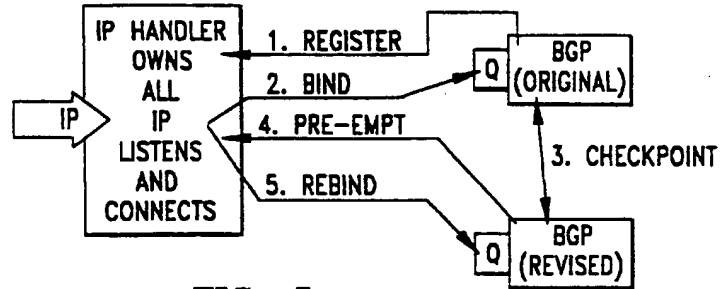 IP HANDLER
OWNS
ALL
IP
LISTENS
AND
CONNECTS
IP
1. REGISTER
2. BIND
4. PRE-EMPT
5. REBIND
Q
BGP
(ORIGINAL)
3. CHECKPOINT
Q
BGP
(REVISED)